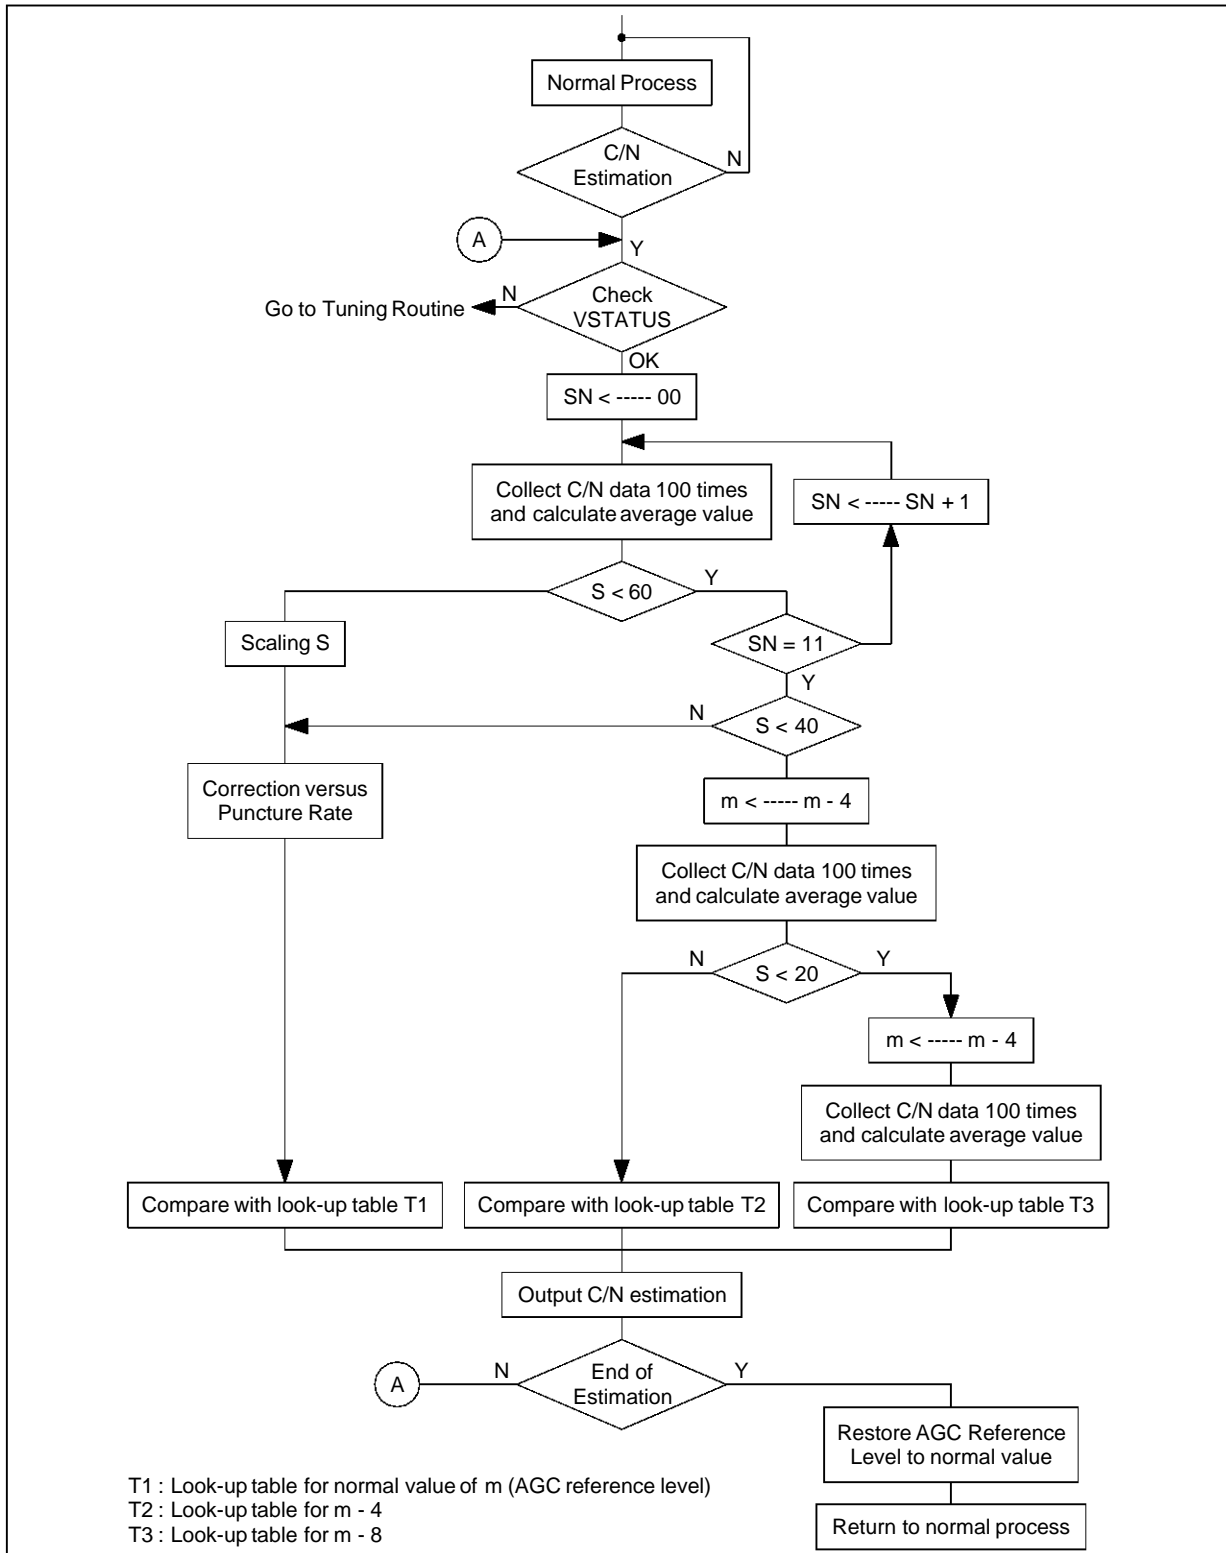 Normal Process
C/N
Estimation
N
A
Y
Check
VSTATUS
N
Go to Tuning Routine
OK
SN < ----- 00
Collect C/N data 100 times
and calculate average value
SN < ----- SN + 1
S < 60
Y
Scaling S
SN = 11
Y
N
S < 40
Correction versus
Puncture Rate
m < ----- m - 4
Collect C/N data 100 times
and calculate average value
N
S < 20
Y
m < ----- m - 4
Collect C/N data 100 times
and calculate average value
Compare with look-up table T1
Compare with look-up table T2
Compare with look-up table T3
Output C/N estimation
A
N
End of
Estimation
Y
Restore AGC Reference
Level to normal value
Return to normal process
T1 : Look-up table for normal value of m (AGC reference level)
T2 : Look-up table for m - 4
T3 : Look-up table for m - 8